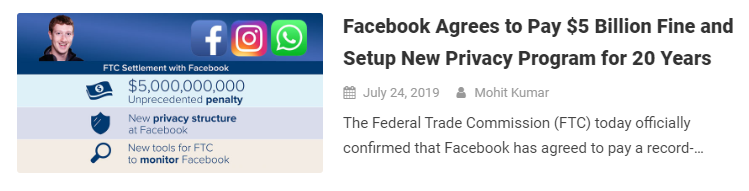 FTC Settlement with Facebook
$5,000,000,000
Unprecedented penalty
New privacy structure
at Facebook
New tools for FTC
to monitor Facebook
Facebook Agrees to Pay $5 Billion Fine and
Setup New Privacy Program for 20 Years
July 24, 2019 Mohit Kumar
The Federal Trade Commission (FTC) today officially
confirmed that Facebook has agreed to pay a record-...